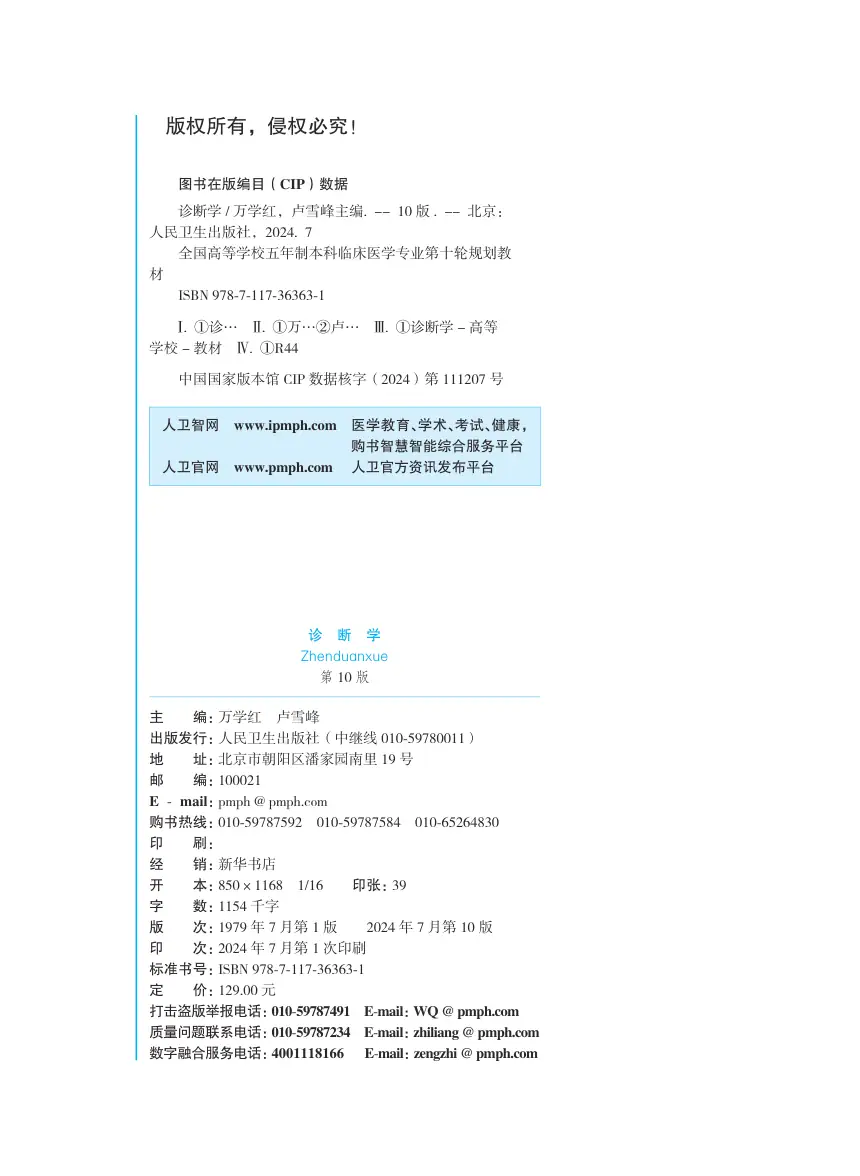 版权所有，侵权必究！
图书在版编目（CIP）数据
诊断学 / 万学红，卢雪峰主编. -- 10 版 . -- 北京：
人民卫生出版社，2024. 7
全国高等学校五年制本科临床医学专业第十轮规划教
材
ISBN 978-7-117-36363-1
Ⅰ. ①诊… Ⅱ. ①万…②卢… Ⅲ. ①诊断学 – 高等
学校 – 教材 Ⅳ. ①R44
中国国家版本馆 CIP 数据核字（2024）第 111207 号
人卫智网 www.ipmph.com 医学教育、学术、考试、健康，
购书智慧智能综合服务平台
人卫官网 www.pmph.com 人卫官方资讯发布平台
诊 断 学
Zhenduanxue
第 10 版
主 编：万学红 卢雪峰
出版发行：人民卫生出版社（中继线 010-59780011）
地 址：北京市朝阳区潘家园南里 19 号
邮 编：100021
E - mail：pmph @ pmph.com
购书热线：010-59787592 010-59787584 010-65264830
印 刷：
经 销：新华书店
开 本：850 × 1168 1/16 印张：39
字 数：1154 千字
版 次：1979 年 7 月第 1 版 2024 年 7 月第 10 版
印 次：2024 年 7 月第 1 次印刷
标准书号：ISBN 978-7-117-36363-1
定 价：129.00 元
打击盗版举报电话：010-59787491 E-mail：WQ @ pmph.com
质量问题联系电话：010-59787234 E-mail：zhiliang @ pmph.com
数字融合服务电话：4001118166 E-mail：zengzhi @ pmph.com